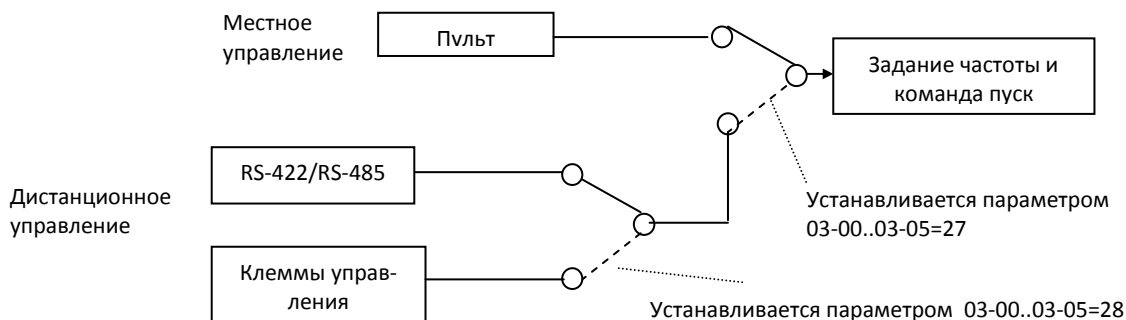 Местное
управление
Пульт
Задание частоты и
команда пуск
RS-422/RS-485
Дистанционное
управление
Клеммы управ-
ления
Устанавливается параметром
03-00..03-05=27
Устанавливается параметром 03-00..03-05=28